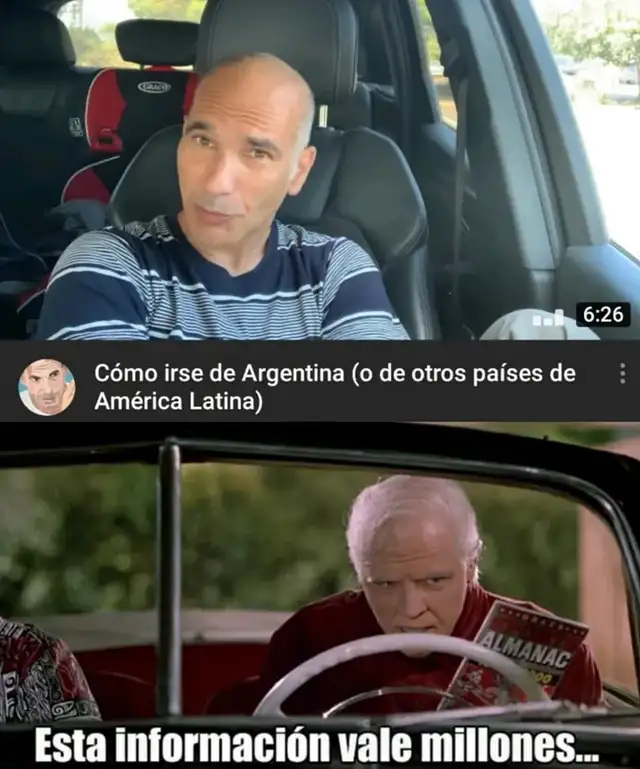 GRACO
6:26
Cómo irse de Argentina (o de otros países de
América Latina)
ALMANAC
Esta información vale millones...